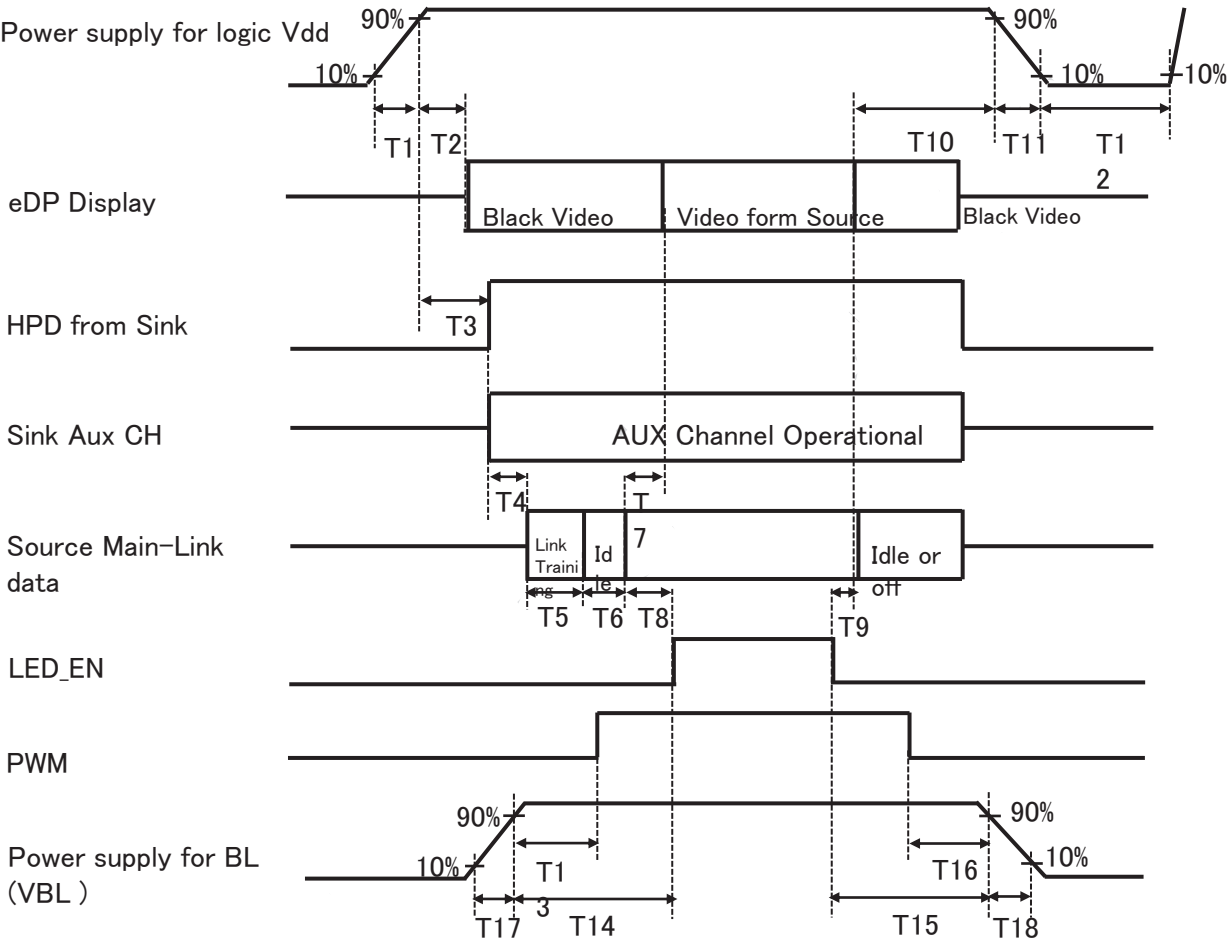 Power supply for logic Vdd
90%
90%
10%
10%
10%
T1
T2
T10
T11
T1
2
eDP Display
Black Video
Video form Source
Black Video
HPD from Sink
T3
Sink Aux CH
AUX Channel Operational
T4
T
7
Source Main-Link
data
Link
Traini
ng
Id
le
Idle or
off
T5
T6
T8
T9
LED_EN
PWM
90%
90%
Power supply for BL
(VBL )
10%
10%
T1
3
T16
T17
T14
T15
T18